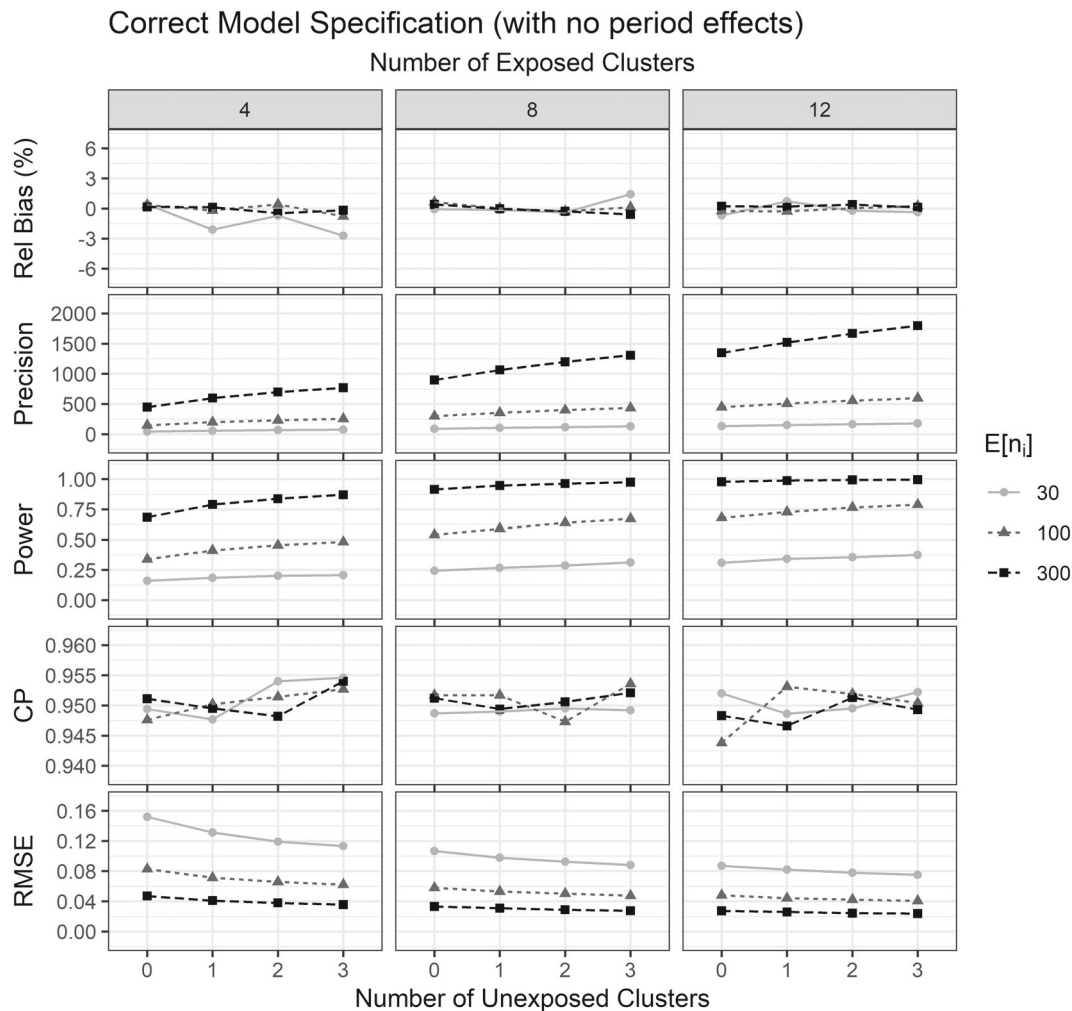 Correct Model Specification (with no period effects)
Number of Exposed Clusters
4 8 12
Rel Bias (%)
6
3
0
-3
-6
Precision
2000
1500
1000
500
0
Power
1.00
0.75
0.50
0.25
0.00
CP
0.960
0.955
0.950
0.945
0.940
RMSE
0.16
0.12
0.08
0.04
0.00
0 1 2 3 0 1 2 3 0 1 2 3
Number of Unexposed Clusters
E[nᵢ]
30
100
300